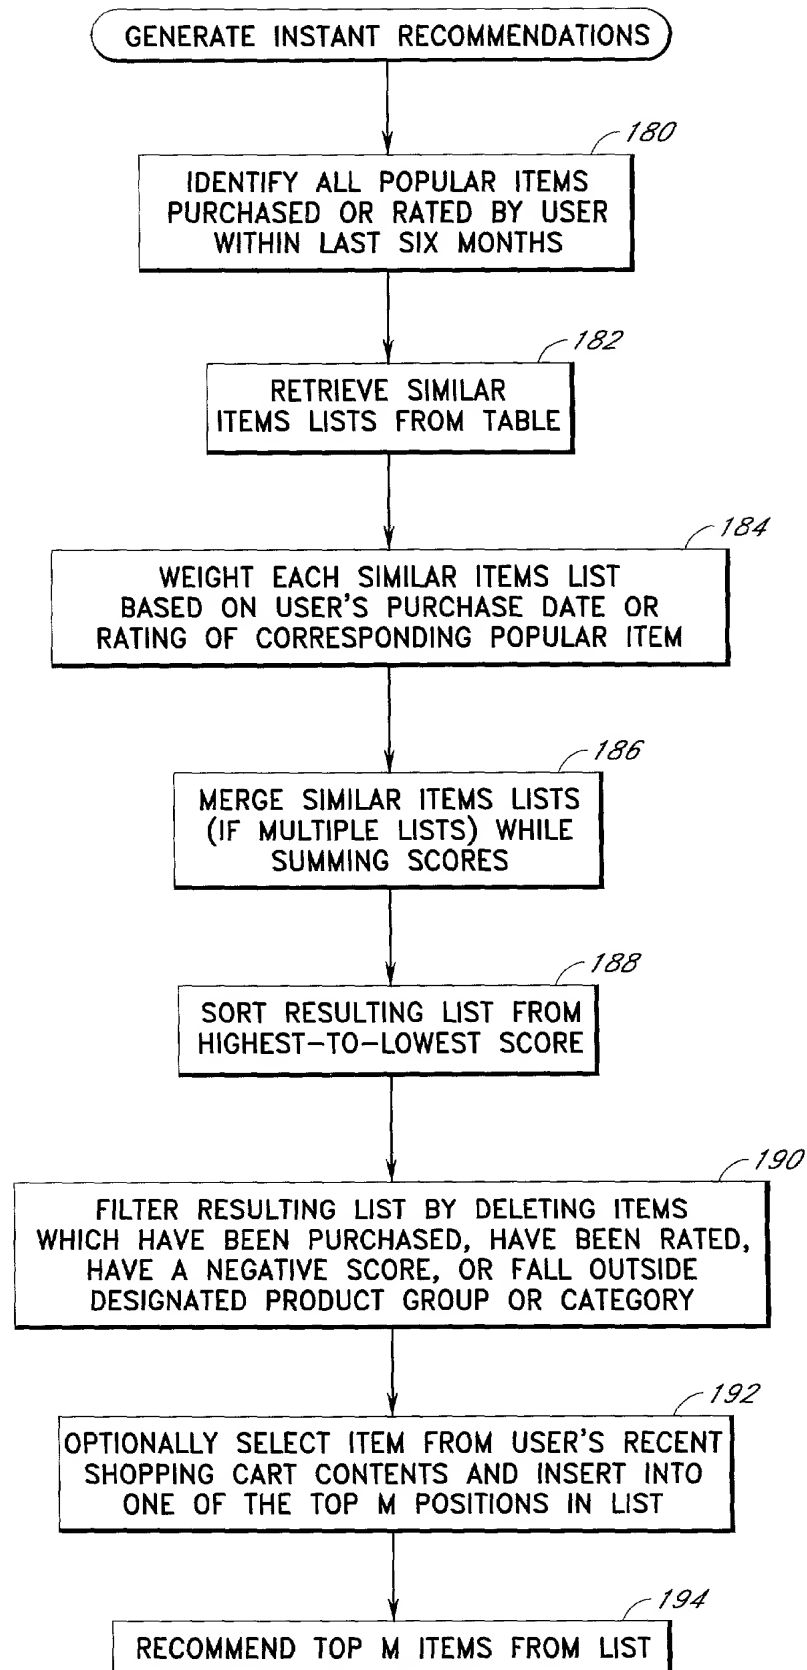 GENERATE INSTANT RECOMMENDATIONS
180
IDENTIFY ALL POPULAR ITEMS
PURCHASED OR RATED BY USER
WITHIN LAST SIX MONTHS
182
RETRIEVE SIMILAR
ITEMS LISTS FROM TABLE
184
WEIGHT EACH SIMILAR ITEMS LIST
BASED ON USER'S PURCHASE DATE OR
RATING OF CORRESPONDING POPULAR ITEM
186
MERGE SIMILAR ITEMS LISTS
(IF MULTIPLE LISTS) WHILE
SUMMING SCORES
188
SORT RESULTING LIST FROM
HIGHEST-TO-LOWEST SCORE
190
FILTER RESULTING LIST BY DELETING ITEMS
WHICH HAVE BEEN PURCHASED, HAVE BEEN RATED,
HAVE A NEGATIVE SCORE, OR FALL OUTSIDE
DESIGNATED PRODUCT GROUP OR CATEGORY
192
OPTIONALLY SELECT ITEM FROM USER'S RECENT
SHOPPING CART CONTENTS AND INSERT INTO
ONE OF THE TOP M POSITIONS IN LIST
194
RECOMMEND TOP M ITEMS FROM LIST